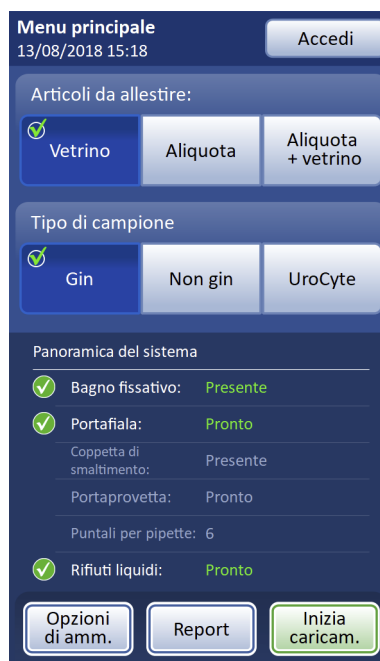 Menu principale
13/08/2018 15:18
Accedi
Articoli da allestire:
Vetrino
Aliquota
Aliquota
+ vetrino
Tipo di campione
Gin
Non gin
UroCyte
Panoramica del sistema
Bagno fissativo: Presente
Portafiala: Pronto
Coppetta di
smaltimento: Presente
Portaprovetta: Pronto
Puntali per pipette: 6
Rifiuti liquidi: Pronto
Opzioni
di amm.
Report
Inizia
caricam.